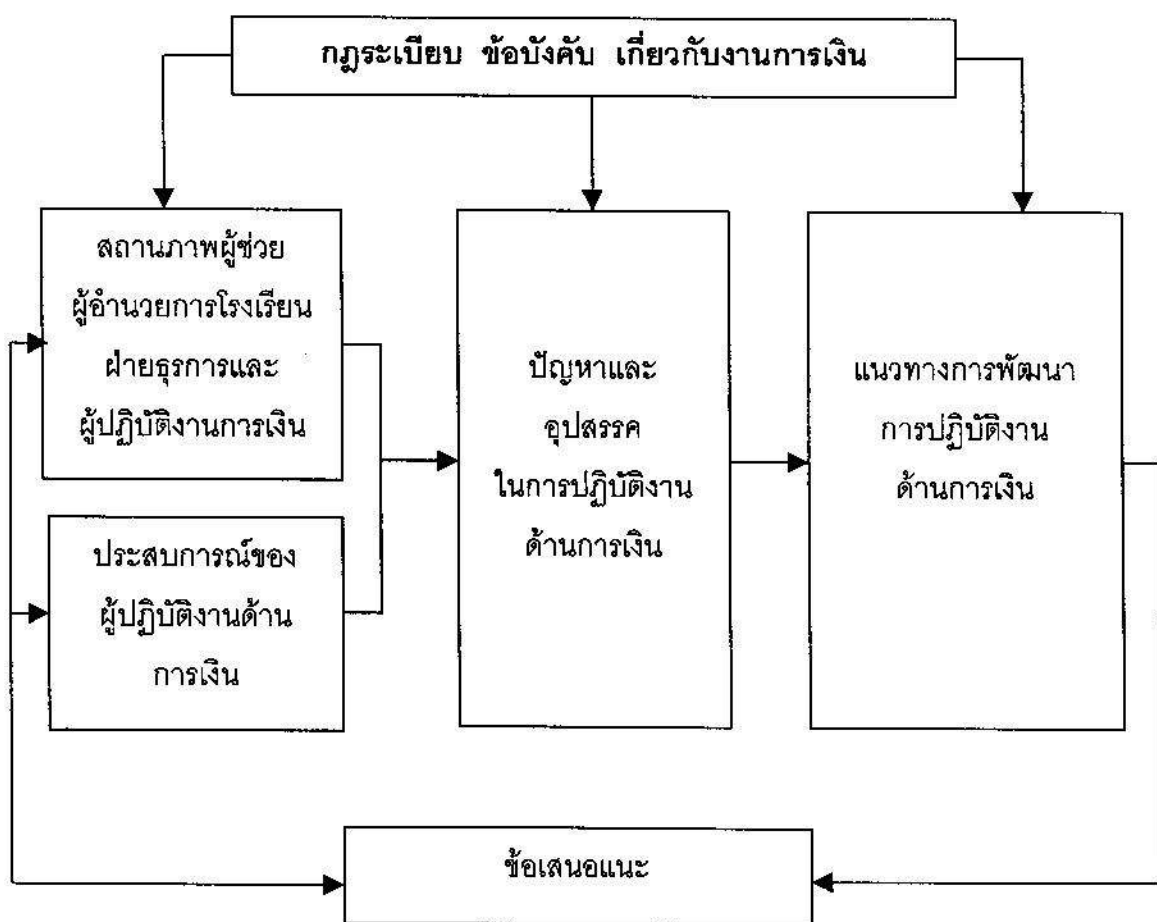 กฎระเบียบ ข้อบังคับ เกี่ยวกับงานการเงิน
สถานภาพผู้ช่วย
ผู้อำนวยการโรงเรียน
ฝ่ายธุรการและ
ผู้ปฏิบัติงานการเงิน
ประสบการณ์ของ
ผู้ปฏิบัติงานด้าน
การเงิน
ปัญหาและ
อุปสรรค
ในการปฏิบัติงาน
ด้านการเงิน
แนวทางการพัฒนา
การปฏิบัติงาน
ด้านการเงิน
ข้อเสนอแนะ